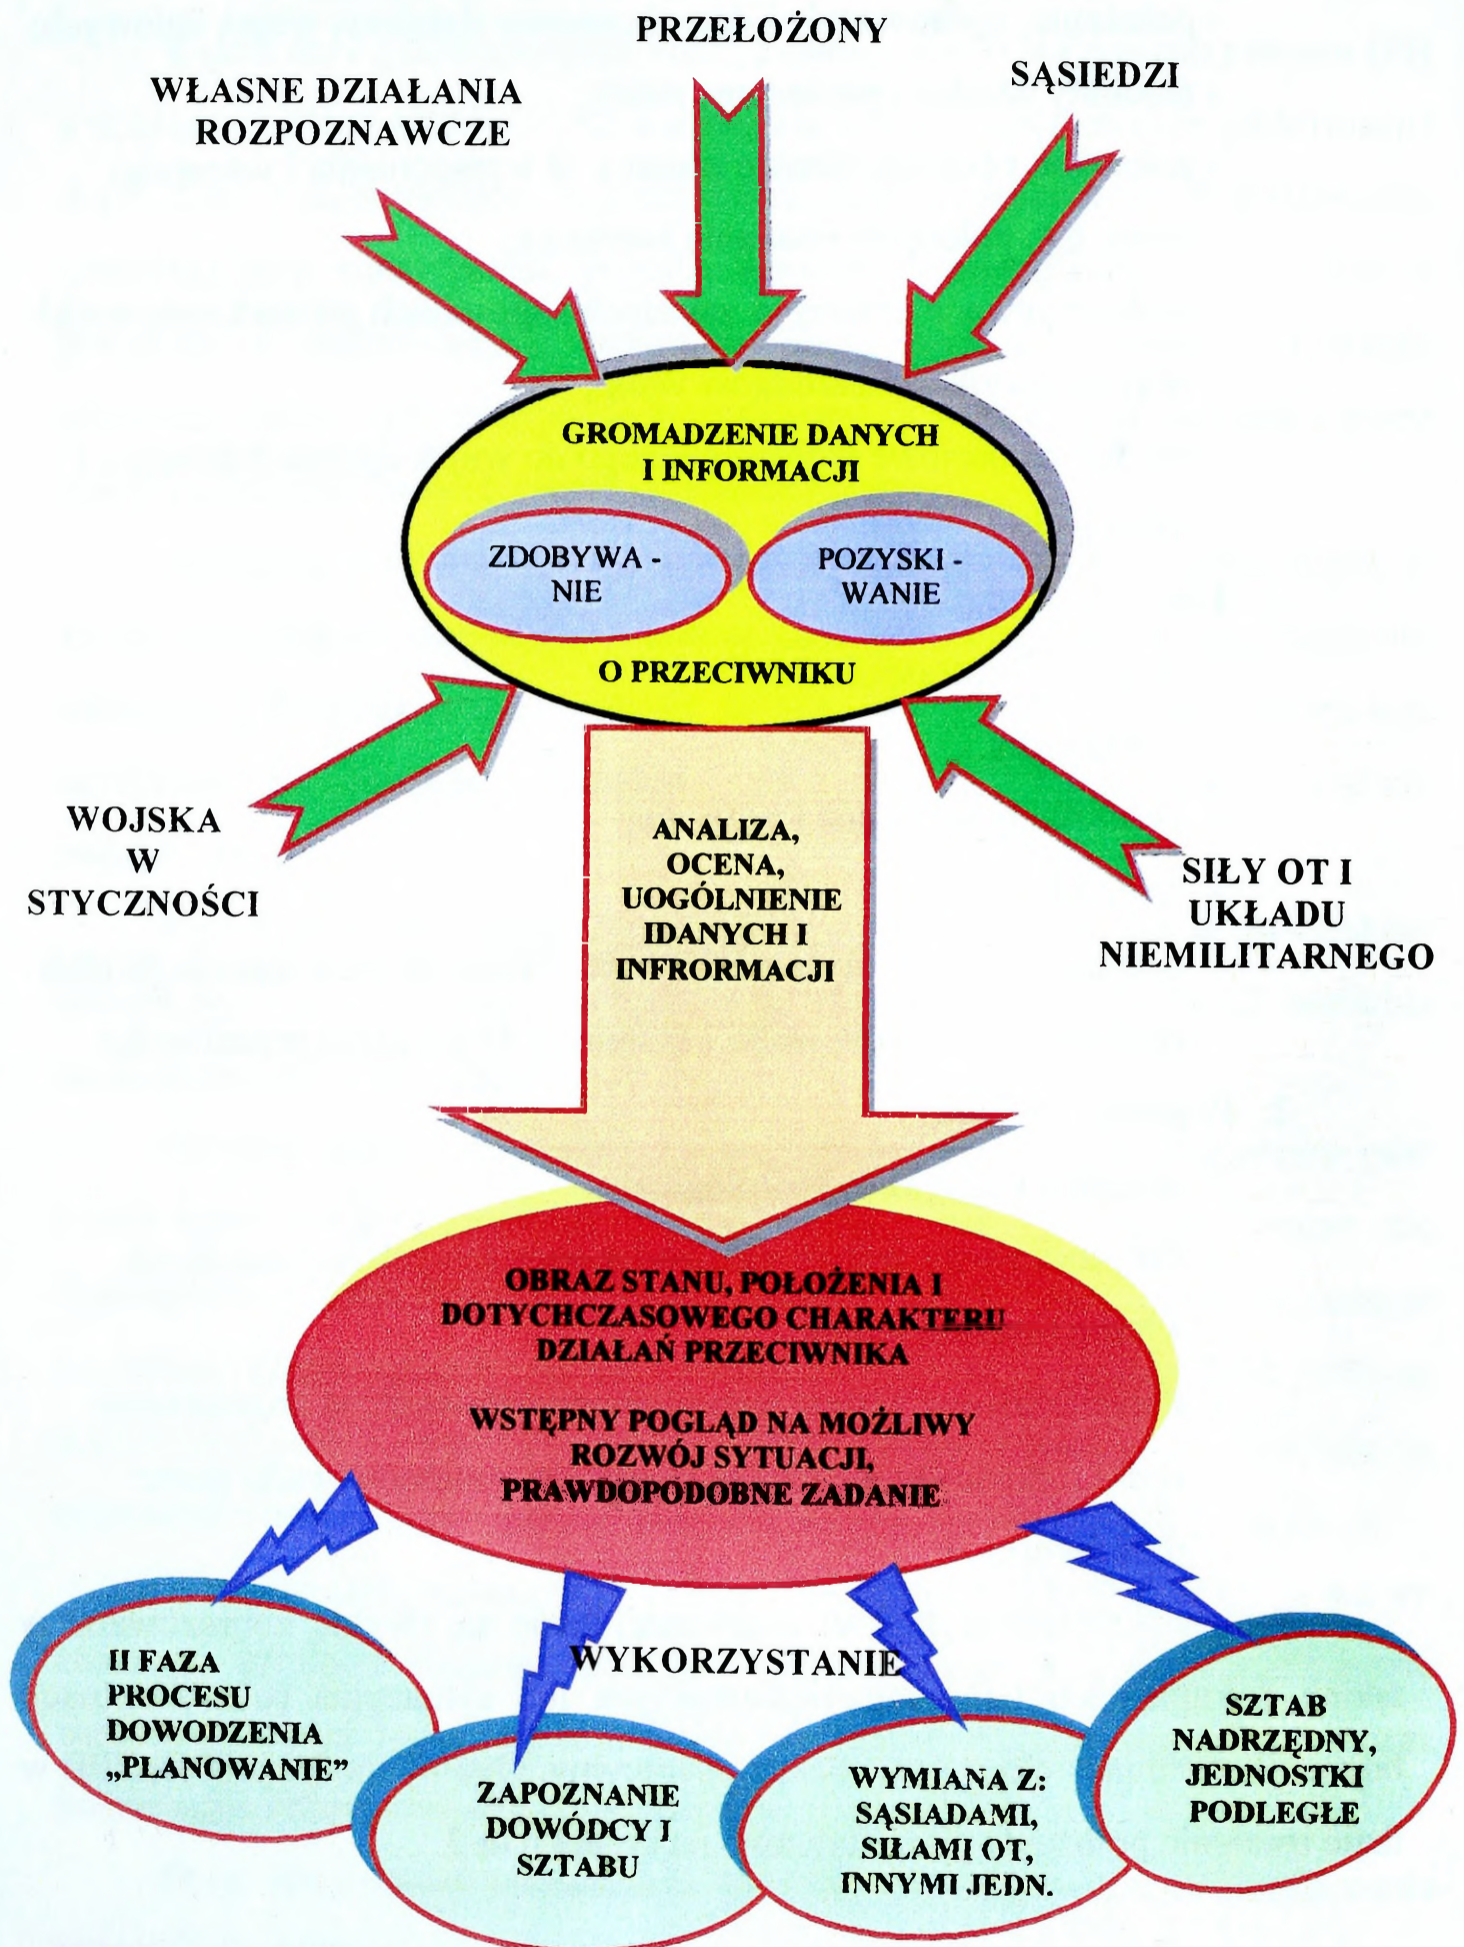 PRZEŁOŻONY
WŁASNE DZIAŁANIA
ROZPOZNAWCZE
SĄSIEDZI
GROMADZENIE DANYCH
I INFORMACJI
ZDOBYWA -
NIE
POZYSKI -
WANIE
O PRZECIWNIKU
WOJSKA
W
STYCZNOŚCI
SIŁY OT I
UKŁADU
NIEMILITARNEGO
ANALIZA,
OCENA,
UOGÓLNIENIE
IDANYCH I
INFRORMACJI
OBRAZ STANU, POŁOŻENIA I
DOTYCHCZASOWEGO CHARAKTERU
DZIAŁAŃ PRZECIWNIKA
WSTĘPNY POGLĄD NA MOŻLIWY
ROZWÓJ SYTUACJI,
PRAWDOPODOBNE ZADANIE
WYKORZYSTANIE
II FAZA
PROCESU
DOWODZENIA
„PLANOWANIE”
ZAPOZNANIE
DOWÓDCY I
SZTABU
WYMIANA Z:
SĄSIADAMI,
SIŁAMI OT,
INNYMI JEDN.
SZTAB
NADRZĘDNY,
JEDNOSTKI
PODLEGŁE